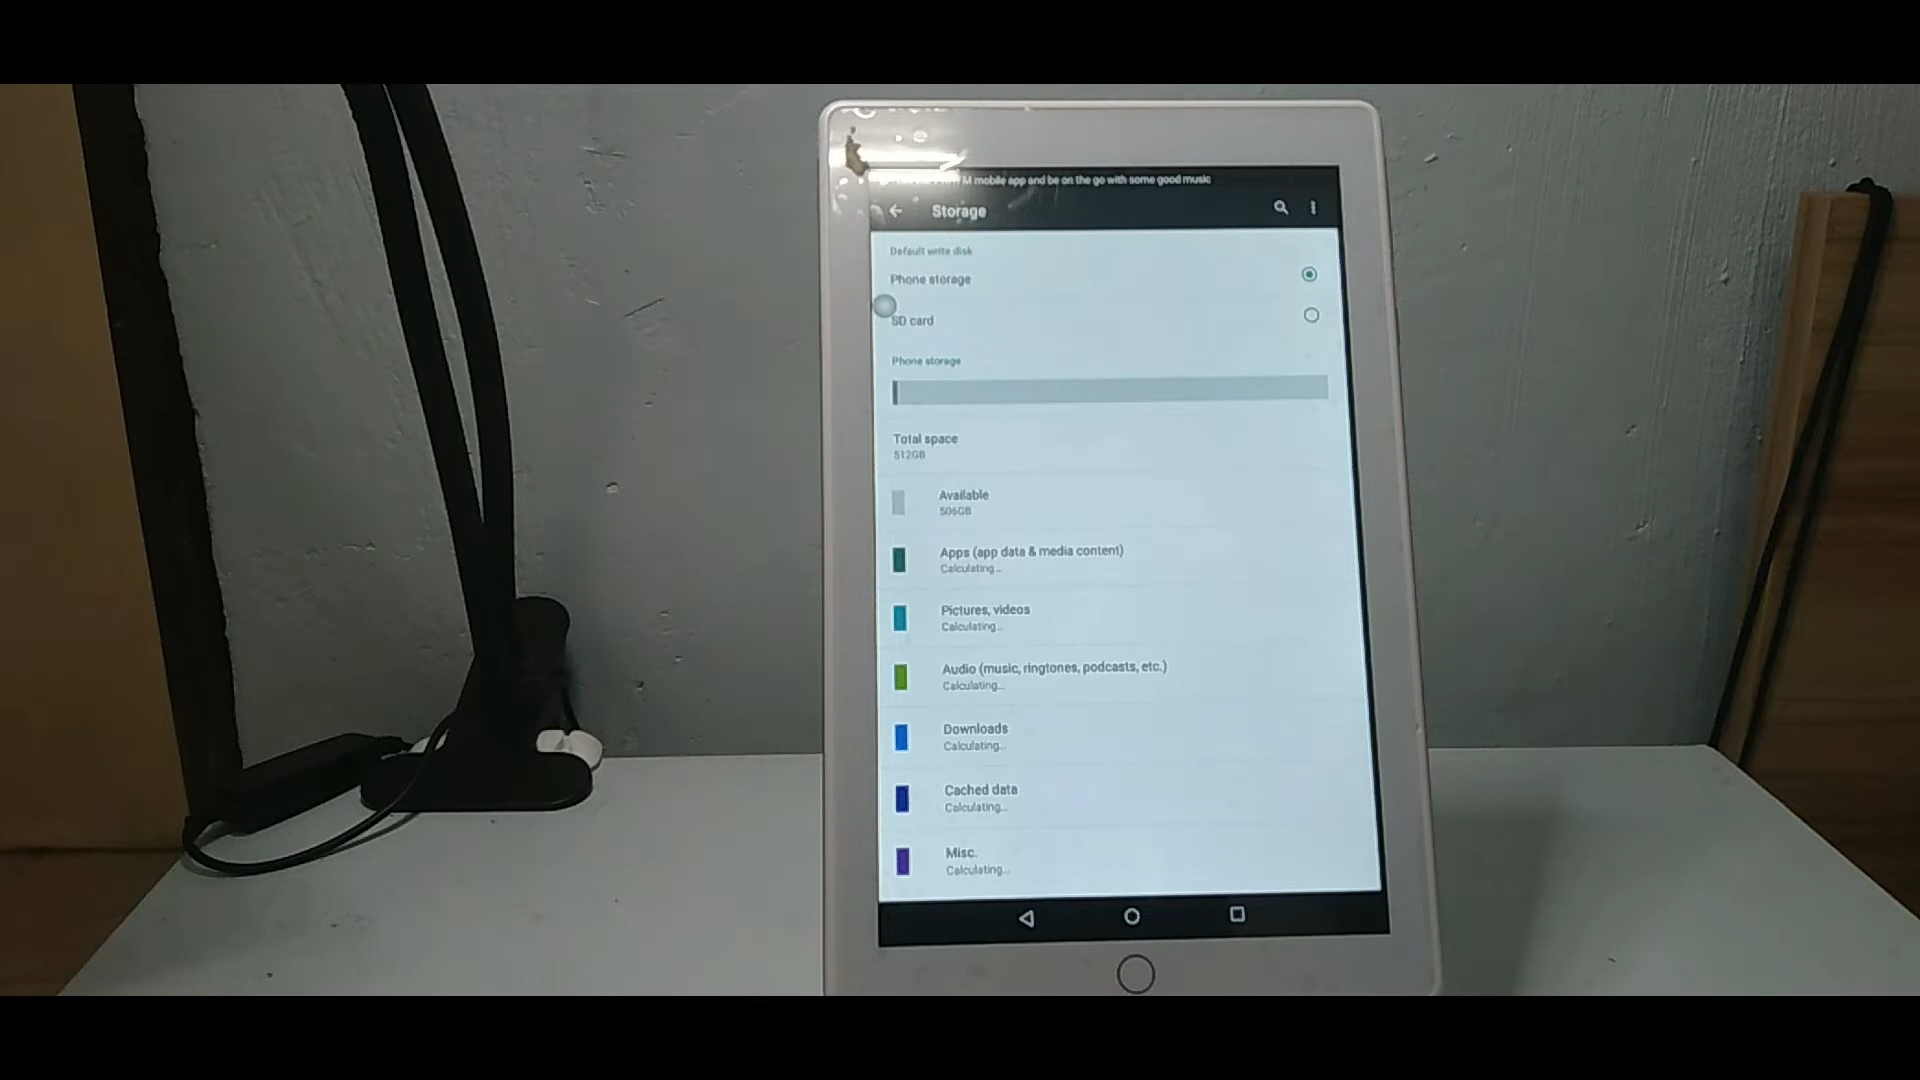 mobile app and be on the go with some good music
Storage
Default write disk
Phone storage
SD card
Phone storage
Total space
512GB
Available
506GB
Apps (app data & media content)
Calculating...
Pictures, videos
Calculating...
Audio (music, ringtones, podcasts, etc.)
Calculating...
Downloads
Calculating...
Cached data
Calculating...
Misc.
Calculating...